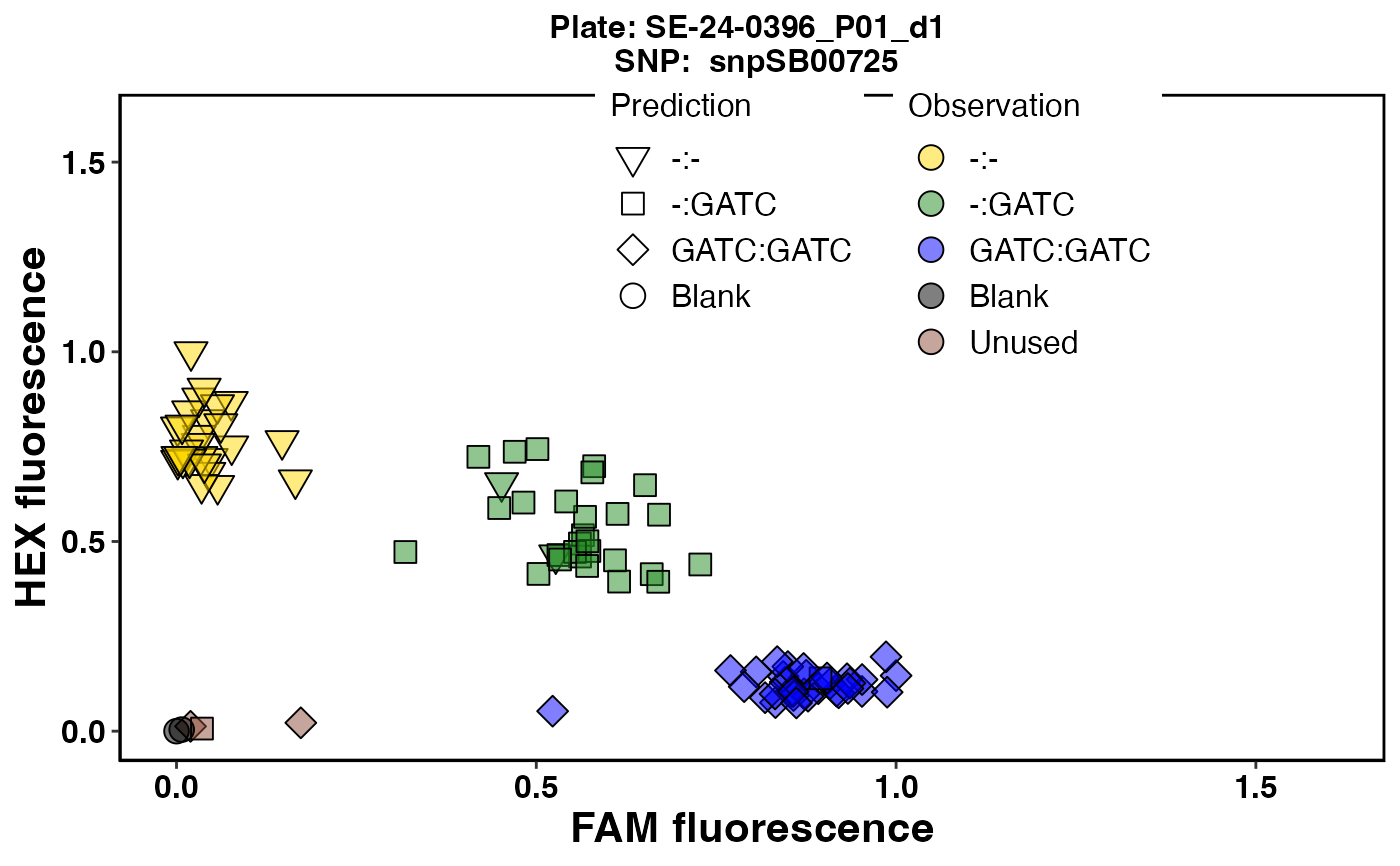 Plate: SE-24-0396_P01_d1
SNP: snpSB00725
Prediction
-:-
-:GATC
GATC:GATC
Blank
Observation
-:-
-:GATC
GATC:GATC
Blank
Unused
HEX fluorescence
1.5
1.0
0.5
0.0
0.0 0.5 1.0 1.5
FAM fluorescence